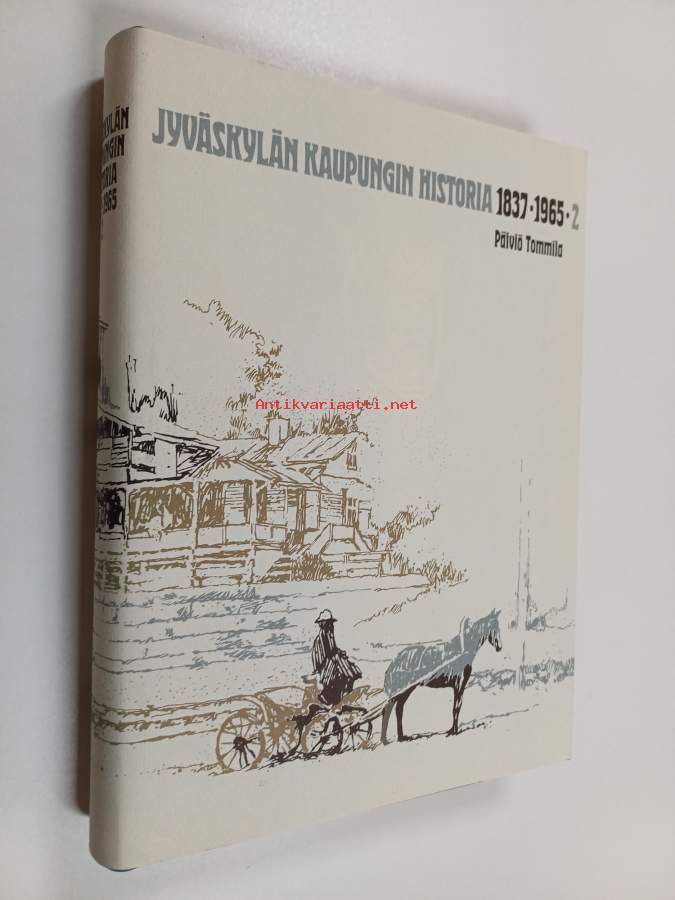 JYVÄSKYLÄN KAUPUNGIN HISTORIA 1837·1965·2
Päiviö Tommila
Antikvariaatti.net